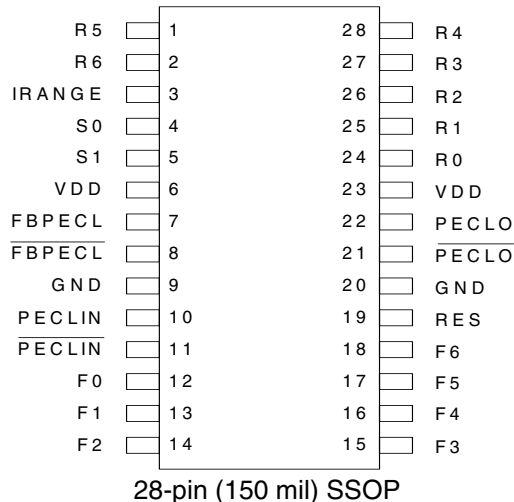 R5 1 28 R4
R6 2 27 R3
IRANGE 3 26 R2
S0 4 25 R1
S1 5 24 R0
VDD 6 23 VDD
FBPECL 7 22 PECLO
F̅B̅P̅E̅C̅L̅ 8 21 P̅E̅C̅L̅O̅
GND 9 20 GND
PECLIN 10 19 RES
P̅E̅C̅L̅I̅N̅ 11 18 F6
F0 12 17 F5
F1 13 16 F4
F2 14 15 F3
28-pin (150 mil) SSOP